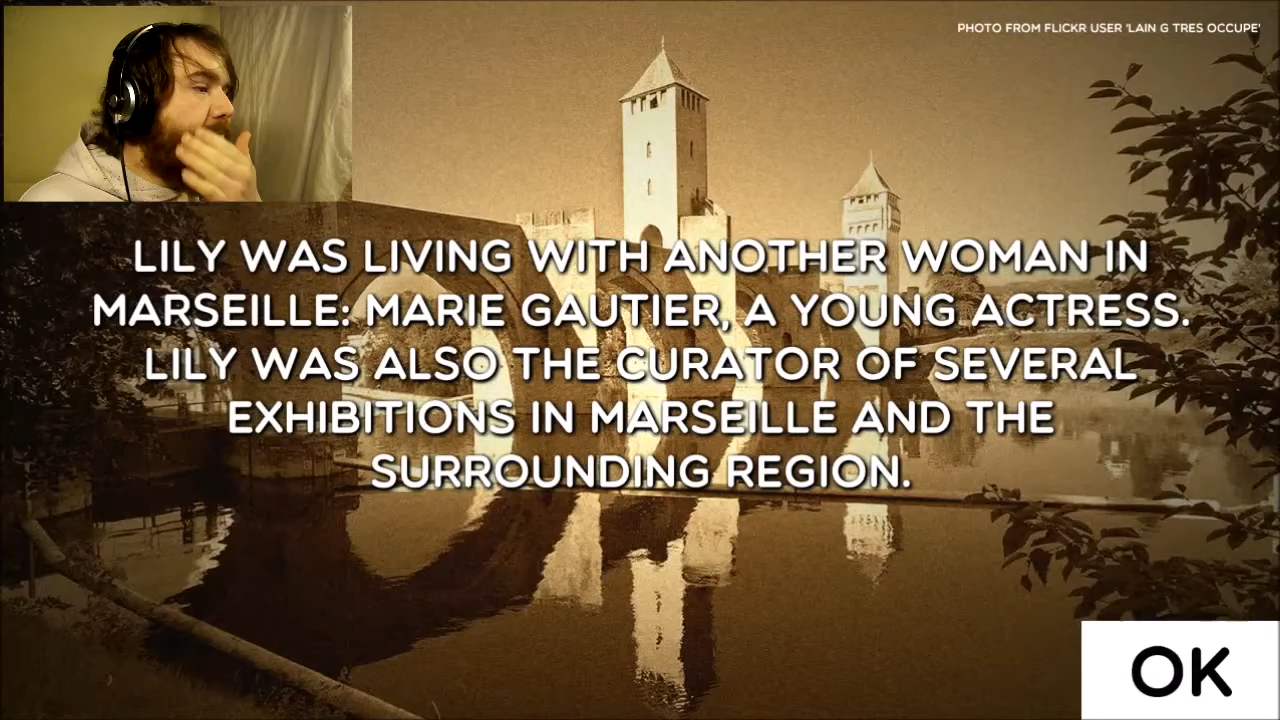 PHOTO FROM FLICKR USER 'LAIN G TRES OCCUPE'
LILY WAS LIVING WITH ANOTHER WOMAN IN
MARSEILLE: MARIE GAUTIER, A YOUNG ACTRESS.
LILY WAS ALSO THE CURATOR OF SEVERAL
EXHIBITIONS IN MARSEILLE AND THE
SURROUNDING REGION.
OK